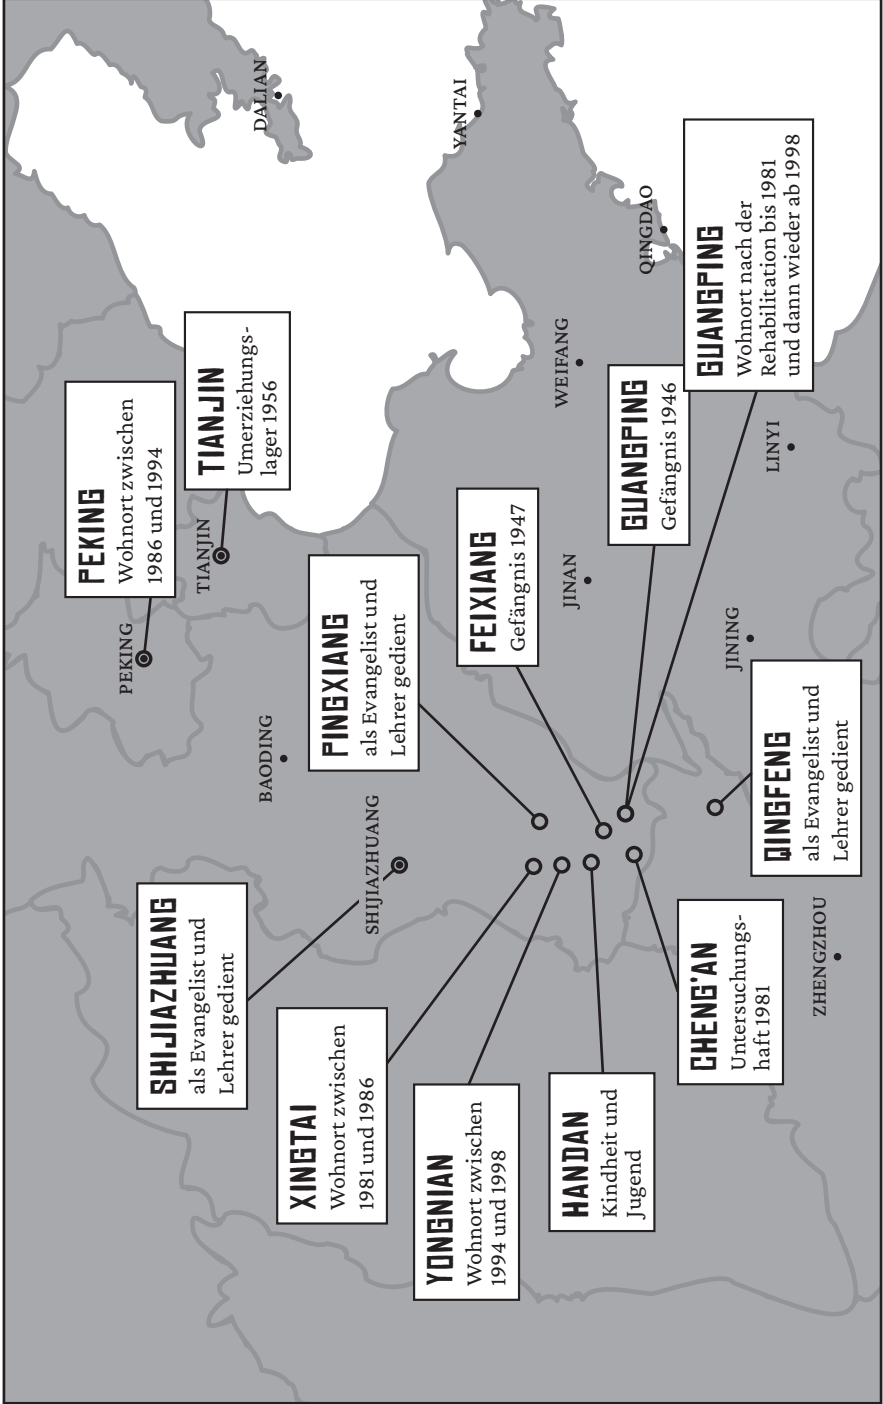 PEKING
Wohnort zwischen
1986 und 1994
PEKING
TIANJIN
Umerziehungs-
lager 1956
TIANJIN
DALIAN
SHIJIAZHUANG
als Evangelist und
Lehrer gedient
BAODING
SHIJIAZHUANG
PINGXIANG
als Evangelist und
Lehrer gedient
XINGTAI
Wohnort zwischen
1981 und 1986
YONGNIAN
Wohnort zwischen
1994 und 1998
FEIXIANG
Gefängnis 1947
YANTAI
HANDAN
Kindheit und
Jugend
JINAN
WEIFANG
GUANGPING
Gefängnis 1946
QINGDAO
CHENG'AN
Untersuchungs-
haft 1981
GUANGPING
Wohnort nach der
Rehabilitation bis 1981
und dann wieder ab 1998
JINING
LINYI
QINGFENG
als Evangelist und
Lehrer gedient
ZHENGZHOU